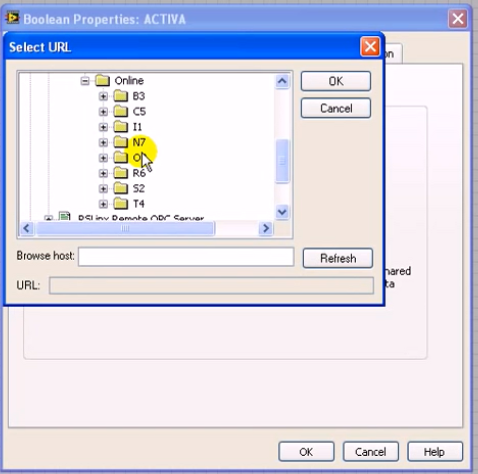 Boolean Properties: ACTIVA
Select URL
Online
B3
C5
I1
N7
R6
S2
T4
RSLinx Remote OPC Server
OK
Cancel
Browse host:
Refresh
URL:
OK
Cancel
Help